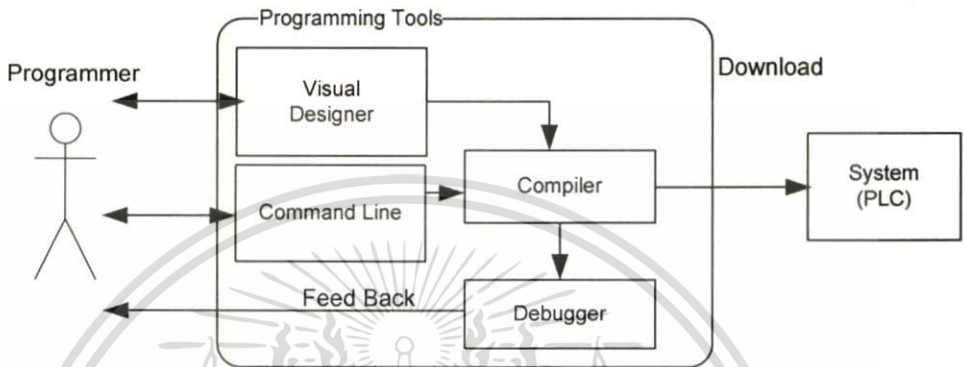 Programming Tools
Programmer
Visual
Designer
Download
Command Line
Compiler
System
(PLC)
Feed Back
Debugger